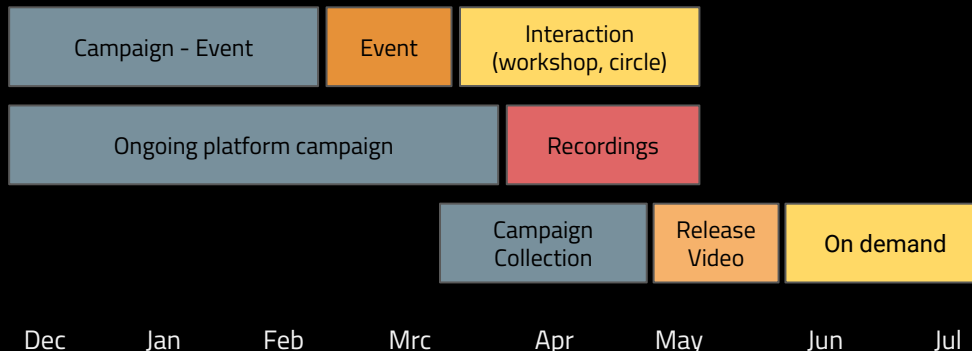 Campaign - Event
Event
Interaction
(workshop, circle)
Ongoing platform campaign
Recordings
Campaign
Collection
Release
Video
On demand
Dec Jan Feb Mrc Apr May Jun Jul